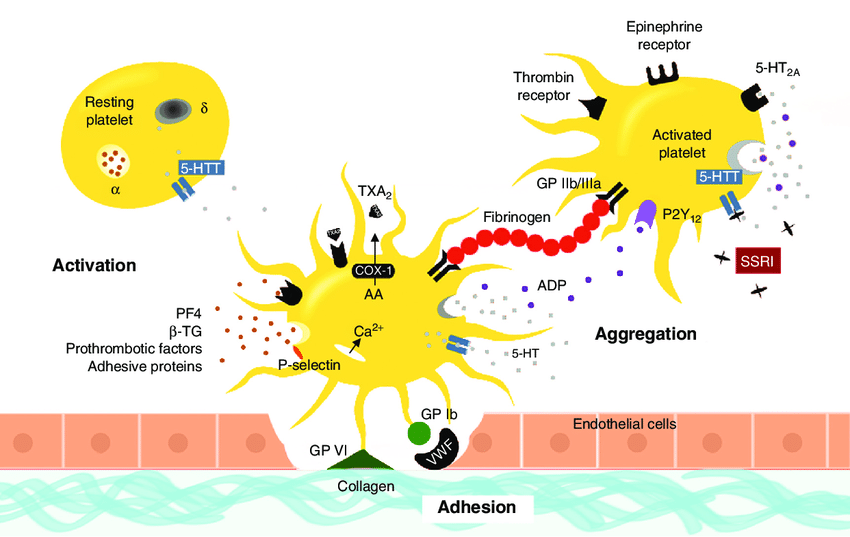 Epinephrine
receptor
5-HT2A
Thrombin
receptor
Resting
platelet
δ
Activated
platelet
5-HTT
α
5-HTT
GP IIb/IIIa
TXA2
Fibrinogen
P2Y12
TXA2
SSRI
Activation
COX-1
AA
ADP
PF4
β-TG
Prothrombotic factors
Adhesive proteins
Ca2+
Aggregation
5-HT
P-selectin
GP Ib
Endothelial cells
GP VI
VWF
Collagen
Adhesion